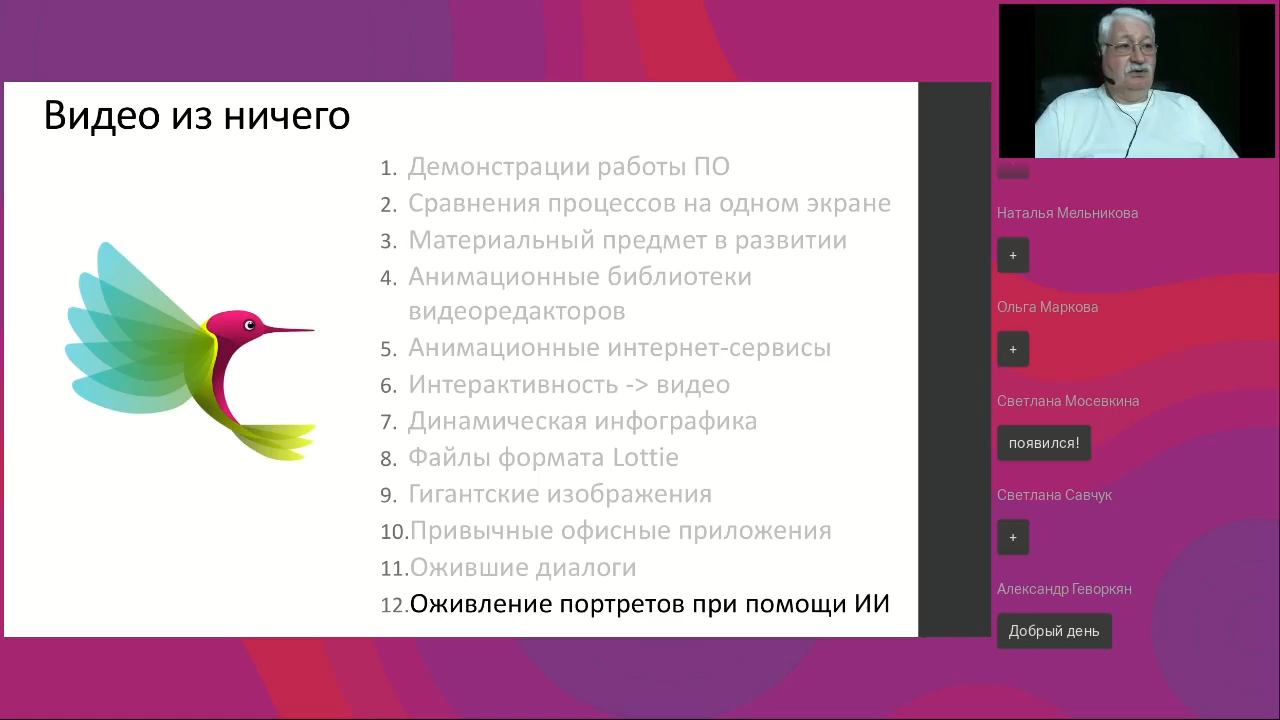 Видео из ничего
1. Демонстрации работы ПО
2. Сравнения процессов на одном экране
3. Материальный предмет в развитии
4. Анимационные библиотеки
видеоредакторов
5. Анимационные интернет-сервисы
6. Интерактивность -> видео
7. Динамическая инфографика
8. Файлы формата Lottie
9. Гигантские изображения
10.Привычные офисные приложения
11.Ожившие диалоги
12.Оживление портретов при помощи ИИ
Наталья Мельникова
+
Ольга Маркова
+
Светлана Мосевкина
появился!
Светлана Савчук
+
Александр Геворкян
Добрый день